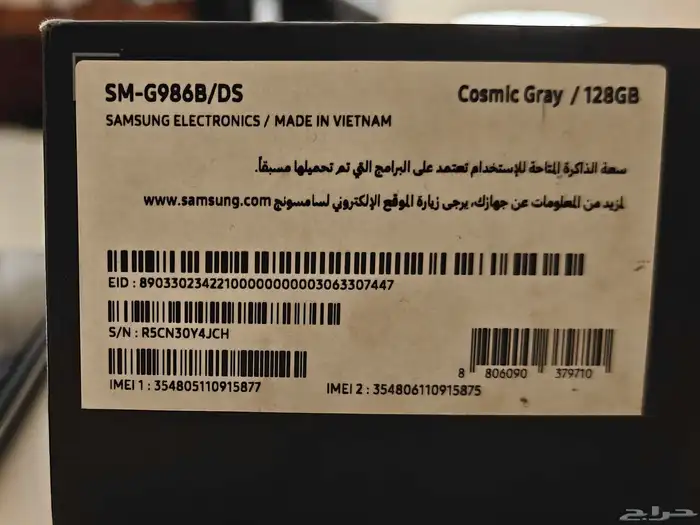 SM-G986B/DS
Cosmic Gray / 128GB
SAMSUNG ELECTRONICS / MADE IN VIETNAM
سعة الذاكرة المتاحة للإستخدام تعتمد على البرامج التي تم تحميلها مسبقاً.
لمزيد من المعلومات عن جهازك، يرجى زيارة الموقع الإلكتروني لسامسونج www.samsung.com
EID : 89033023422100000000003063307447
S/N : R5CN30Y4JCH
8 806090 379710
IMEI 1 : 354805110915877
IMEI 2 : 354806110915875
حراج